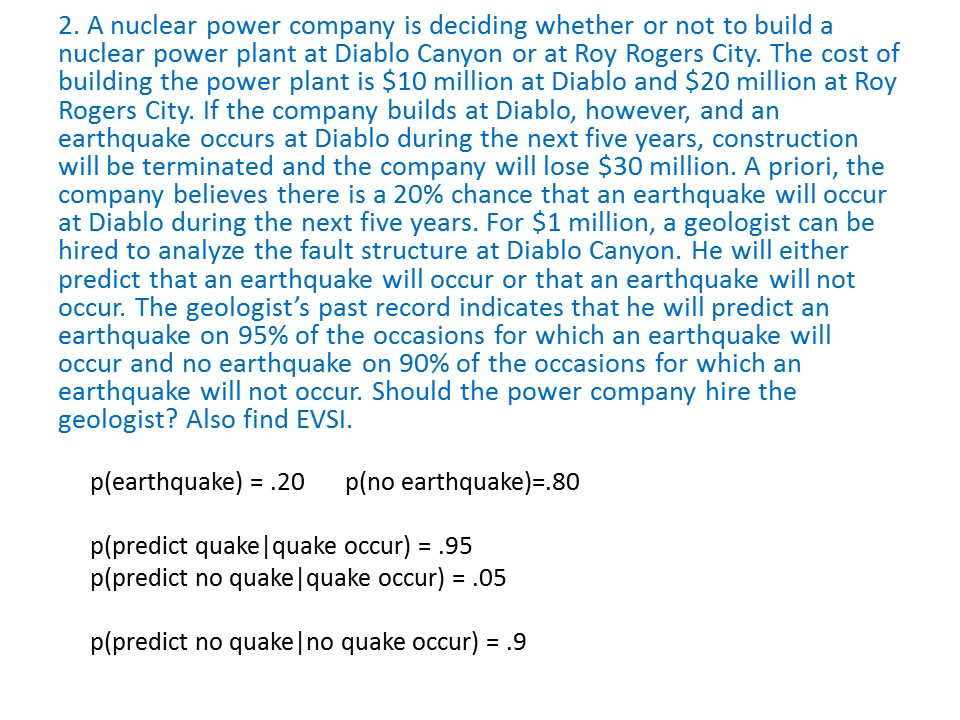 2. A nuclear power company is deciding whether or not to build a
nuclear power plant at Diablo Canyon or at Roy Rogers City. The cost of
building the power plant is $10 million at Diablo and $20 million at Roy
Rogers City. If the company builds at Diablo, however, and an
earthquake occurs at Diablo during the next five years, construction
will be terminated and the company will lose $30 million. A priori, the
company believes there is a 20% chance that an earthquake will occur
at Diablo during the next five years. For $1 million, a geologist can be
hired to analyze the fault structure at Diablo Canyon. He will either
predict that an earthquake will occur or that an earthquake will not
occur. The geologist’s past record indicates that he will predict an
earthquake on 95% of the occasions for which an earthquake will
occur and no earthquake on 90% of the occasions for which an
earthquake will not occur. Should the power company hire the
geologist? Also find EVSI.
p(earthquake) = .20 p(no earthquake)=.80
p(predict quake|quake occur) = .95
p(predict no quake|quake occur) = .05
p(predict no quake|no quake occur) = .9